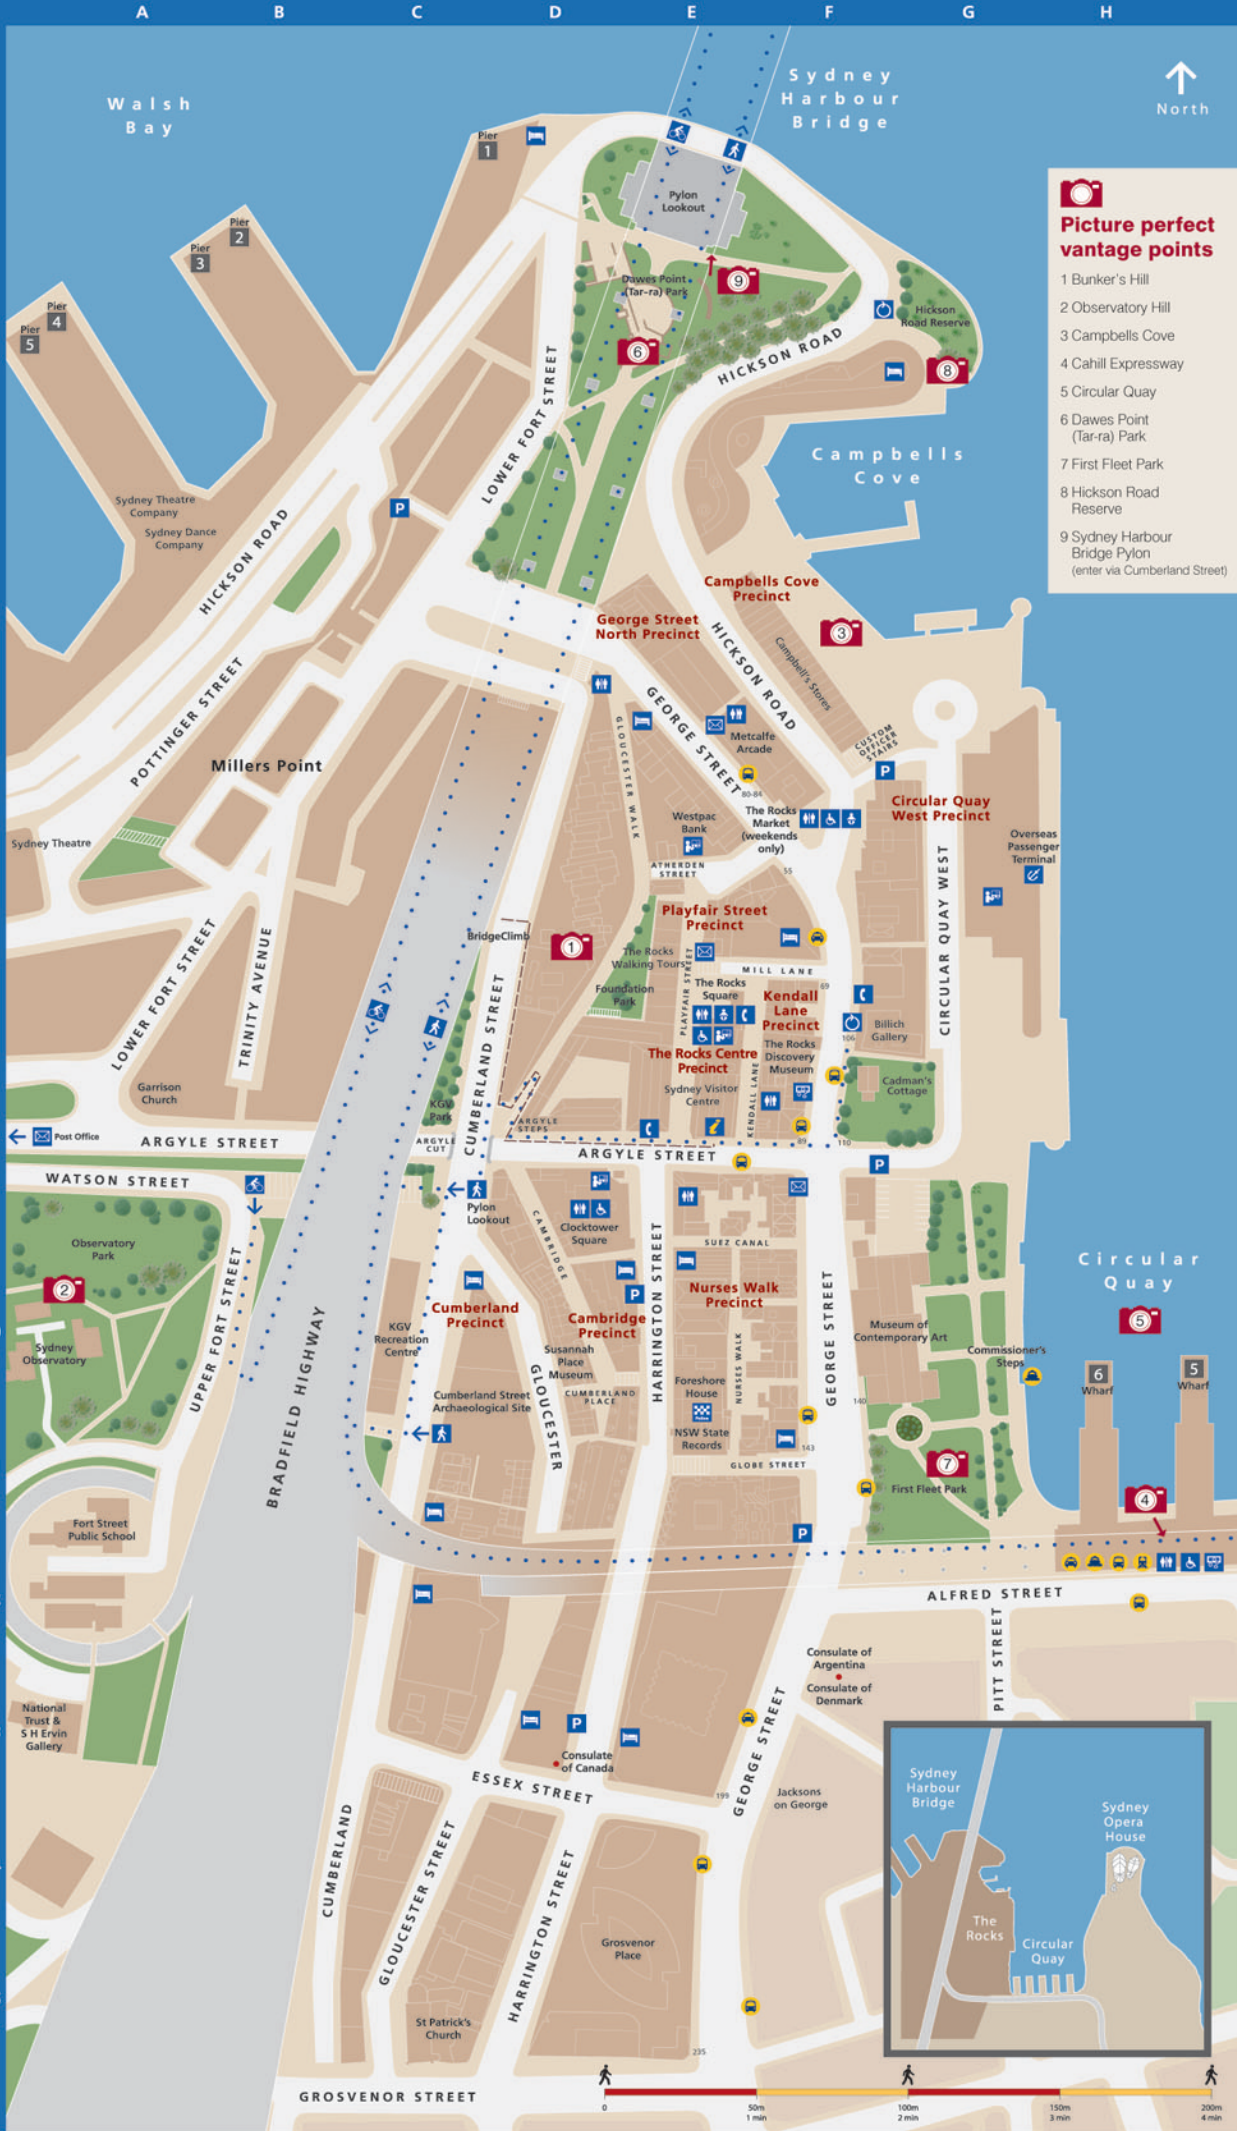 A B C D E F G H
Walsh
Bay
Sydney
Harbour
Bridge
North
Pier
1
Pier
2
Pier
3
Pier
4
Pier
5
Pylon
Lookout
Picture perfect
vantage points
1 Bunker's Hill
2 Observatory Hill
3 Campbells Cove
4 Cahill Expressway
5 Circular Quay
6 Dawes Point
(Tar-ra) Park
7 First Fleet Park
8 Hickson Road
Reserve
9 Sydney Harbour
Bridge Pylon
(enter via Cumberland Street)
Dawes Point
(Tar-ra) Park
9
6
Hickson
Road Reserve
8
HICKSON ROAD
LOWER FORT STREET
Campbells
Cove
Sydney Theatre
Company
Sydney Dance
Company
P
HICKSON ROAD
Campbells Cove
Precinct
George Street
North Precinct
3
HICKSON ROAD
Campbell's Stores
POTTINGER STREET
GEORGE STREET
GLOUCESTER WALK
Metcalfe
Arcade
CUSTOM
OFFICER
STAIRS
P
Millers Point
80-84
Circular Quay
West Precinct
Westpac
Bank
The Rocks
Market
(weekends
only)
Sydney Theatre
Overseas
Passenger
Terminal
ATHERDEN
STREET
55
CIRCULAR QUAY WEST
Playfair Street
Precinct
BridgeClimb
1
The Rocks
Walking Tours
MILL LANE
Foundation
Park
PLAYFAIR STREET
The Rocks
Square
69
Kendall
Lane
Precinct
LOWER FORT STREET
TRINITY AVENUE
CUMBERLAND STREET
Billich
Gallery
106
The Rocks Centre
Precinct
The Rocks
Discovery
Museum
Sydney Visitor
Centre
KENDALL LANE
Cadman's
Cottage
Garrison
Church
KGV
Park
ARGYLE
STEPS
Post Office
ARGYLE STREET
ARGYLE
CUT
i
89
110
ARGYLE STREET
P
WATSON STREET
Pylon
Lookout
CAMBRIDGE
Clocktower
Square
SUEZ CANAL
HARRINGTON STREET
Observatory
Park
2
UPPER FORT STREET
Circular
Quay
5
P
Nurses Walk
Precinct
Cumberland
Precinct
Cambridge
Precinct
GEORGE STREET
Museum of
Contemporary Art
Sydney
Observatory
KGV
Recreation
Centre
Susannah
Place
Museum
Commissioner's
Steps
BRADFIELD HIGHWAY
GLOUCESTER
NURSES WALK
Foreshore
House
Police
NSW State
Records
6
Wharf
5
Wharf
Cumberland Street
Archaeological Site
CUMBERLAND
PLACE
140
143
GLOBE STREET
7
First Fleet Park
4
Fort Street
Public School
P
ALFRED STREET
PITT STREET
Consulate of
Argentina
Consulate of
Denmark
National
Trust &
S H Ervin
Gallery
P
Consulate
of Canada
ESSEX STREET
GEORGE STREET
199
Jacksons
on George
CUMBERLAND
GLOUCESTER STREET
HARRINGTON STREET
Grosvenor
Place
St Patrick's
Church
235
GROSVENOR STREET
Sydney
Harbour
Bridge
Sydney
Opera
House
The
Rocks
Circular
Quay
0 50m 100m 150m 200m
1 min 2 min 3 min 4 min